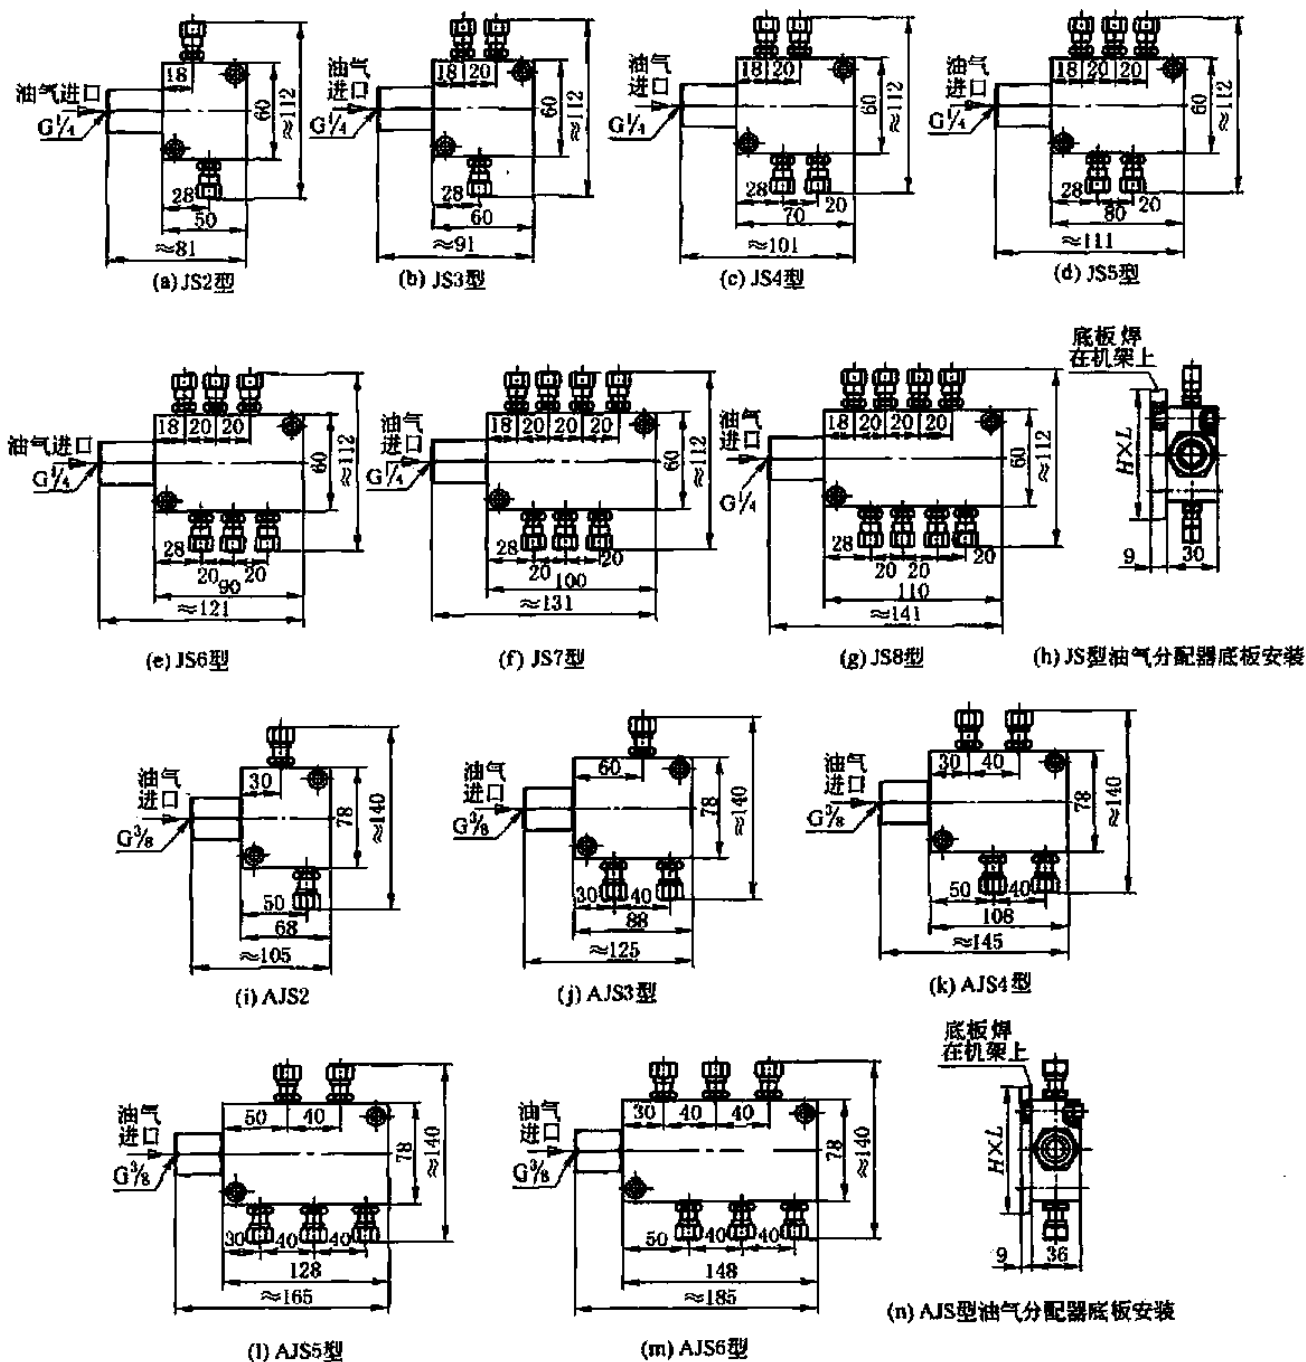 18
油气进口
G1/4
60
≈112
28
50
≈81
(a) JS2型
油气
进口
G1/4
18 20
60
≈112
28
60
≈91
(b) JS3型
油气
进口
G1/4
18 20
60
≈112
28
20
70
≈101
(c) JS4型
油气
进口
G1/4
18 20 20
60
≈112
28
20
80
≈111
(d) JS5型
油气进口
G1/4
18 20 20
60
≈112
28
20 20
90
≈121
(e) JS6型
油气
进口
G1/4
18 20 20 20
60
≈112
28
20 20
100
≈131
(f) JS7型
油气
进口
G1/4
18 20 20 20
60
≈112
28
20 20 20
110
≈141
(g) JS8型
底板焊
在机架上
H×L
9 30
(h) JS型油气分配器底板安装
油气
进口
G3/8
30
78
≈140
50
68
≈105
(i) AJS2
油气
进口
G3/8
60
78
≈140
30 40
88
≈125
(j) AJS3型
油气
进口
G3/8
30 40
78
≈140
50 40
108
≈145
(k) AJS4型
油气
进口
G3/8
50 40
78
≈140
30 40 40
128
≈165
(l) AJS5型
油气
进口
G3/8
30 40 40
78
≈140
50 40 40
148
≈185
(m) AJS6型
底板焊
在机架上
H×L
9 36
(n) AJS型油气分配器底板安装